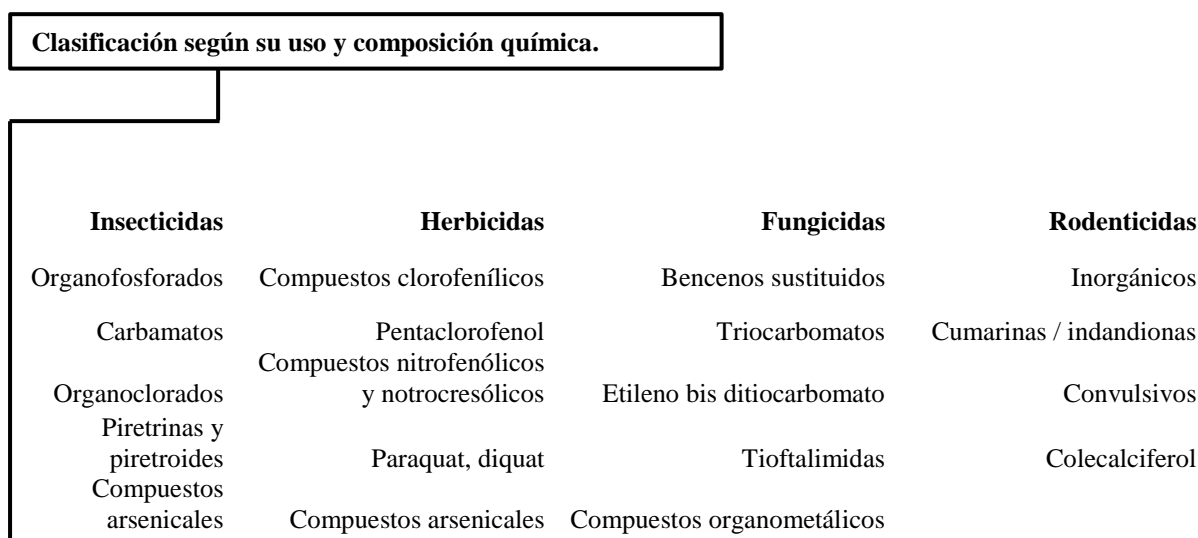 Clasificación según su uso y composición química.
Insecticidas Herbicidas Fungicidas Rodenticidas
Organofosforados Compuestos clorofenílicos Bencenos sustituidos Inorgánicos
Carbamatos Pentaclorofenol Triocarbomatos Cumarinas / indandionas
Compuestos nitrofenólicos
Organoclorados y notrocresólicos Etileno bis ditiocarbomato Convulsivos
Piretrinas y
piretroides Paraquat, diquat Tioftalimidas Colecalciferol
Compuestos
arsenicales Compuestos arsenicales Compuestos organometálicos